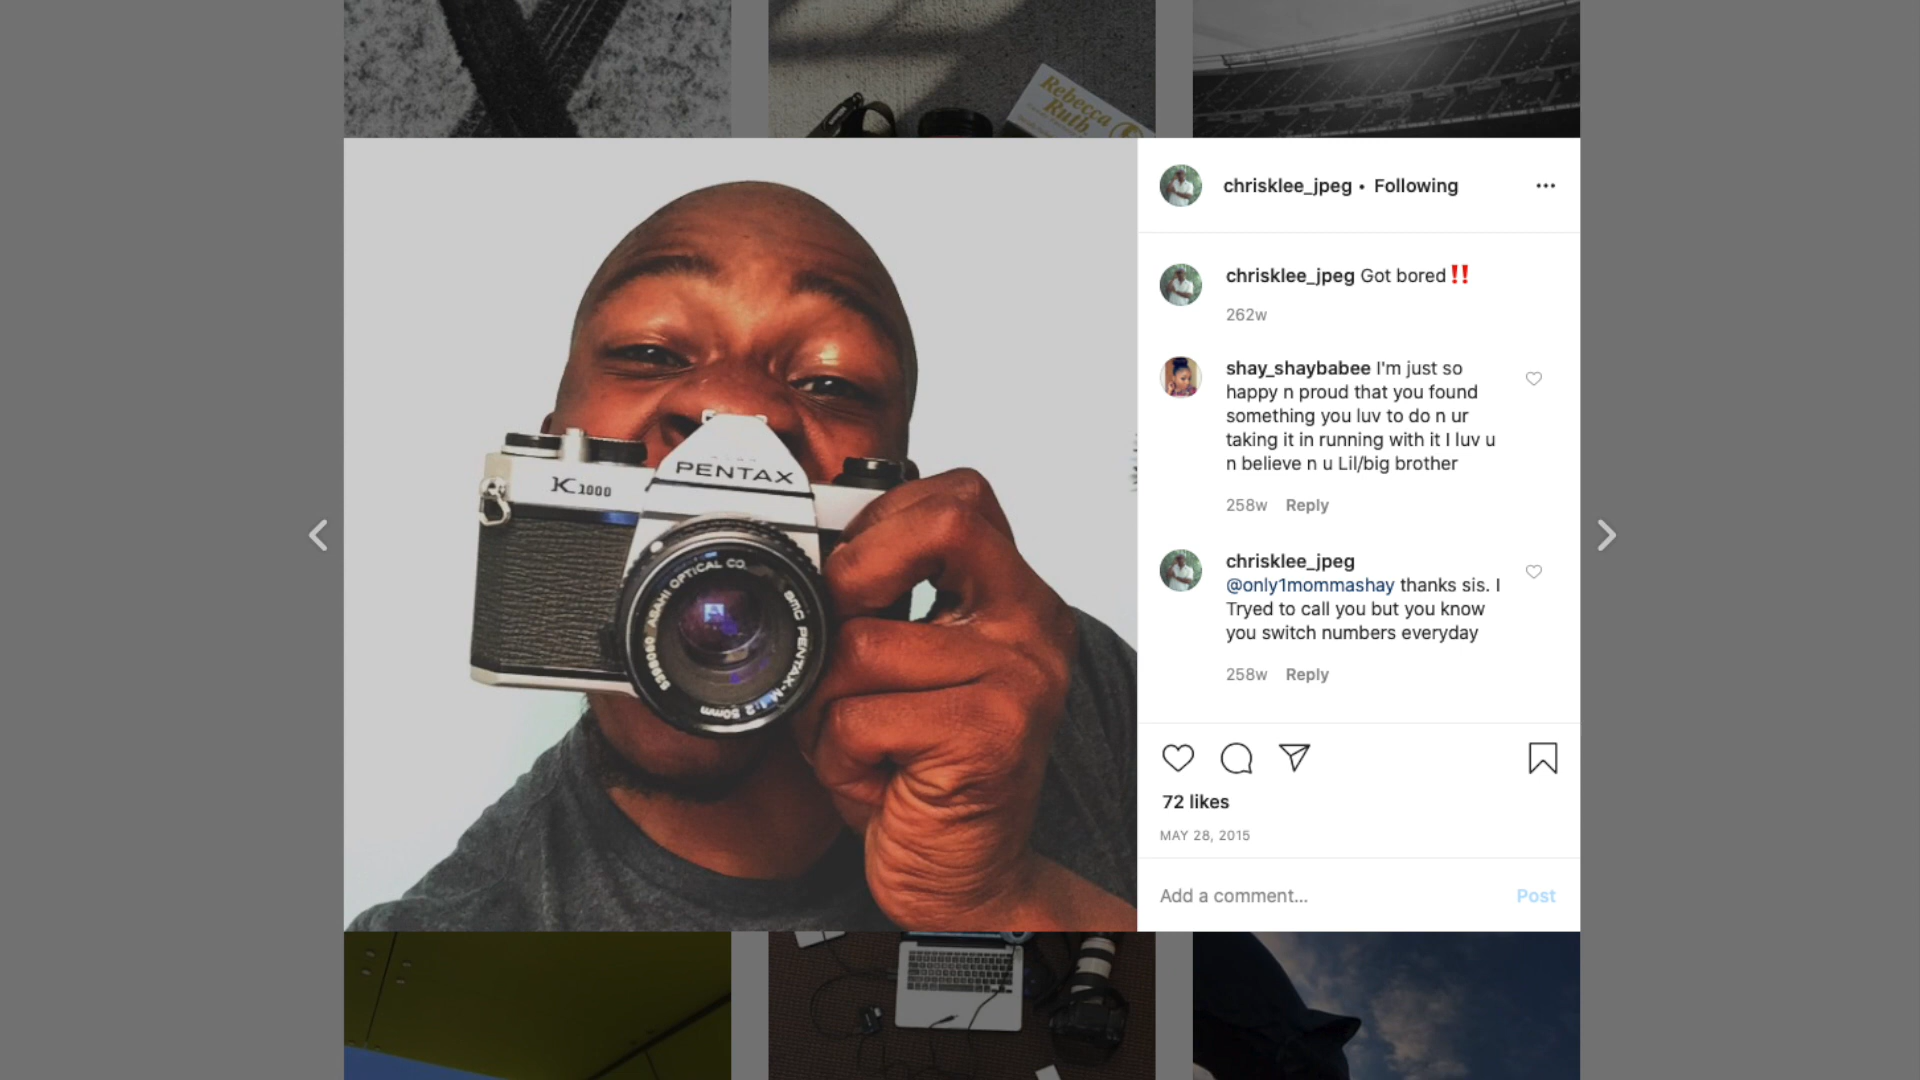 Rebecca
Ruth
PENTAX
K1000
ASAHI OPTICAL CO.
smc PENTAX-M 1:2 50mm
chrisklee_jpeg • Following
chrisklee_jpeg Got bored‼️
262w
shay_shaybabee I'm just so
happy n proud that you found
something you luv to do n ur
taking it in running with it I luv u
n believe n u Lil/big brother
258w Reply
chrisklee_jpeg
@only1mommashay thanks sis. I
Tryed to call you but you know
you switch numbers everyday
258w Reply
72 likes
MAY 28, 2015
Add a comment...
Post